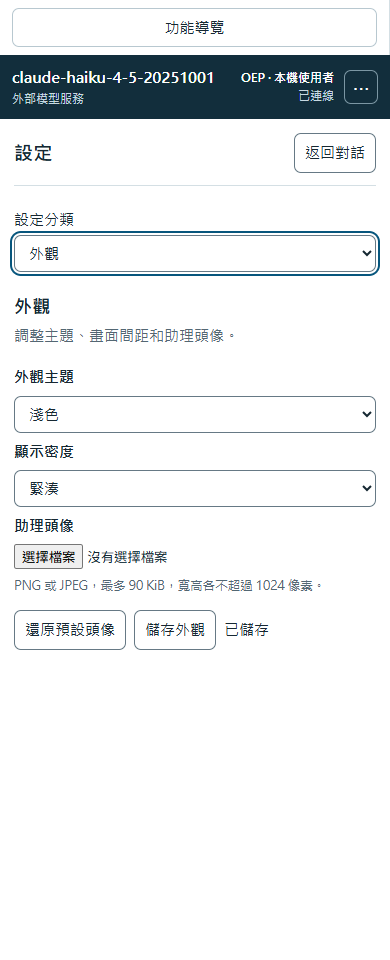 功能導覽
claude-haiku-4-5-20251001
OEP · 本機使用者
外部模型服務
已連線
...
設定
返回對話
設定分類
外觀
外觀
調整主題、畫面間距和助理頭像。
外觀主題
淺色
顯示密度
緊湊
助理頭像
選擇檔案 沒有選擇檔案
PNG 或 JPEG，最多 90 KiB，寬高各不超過 1024 像素。
還原預設頭像 儲存外觀 已儲存